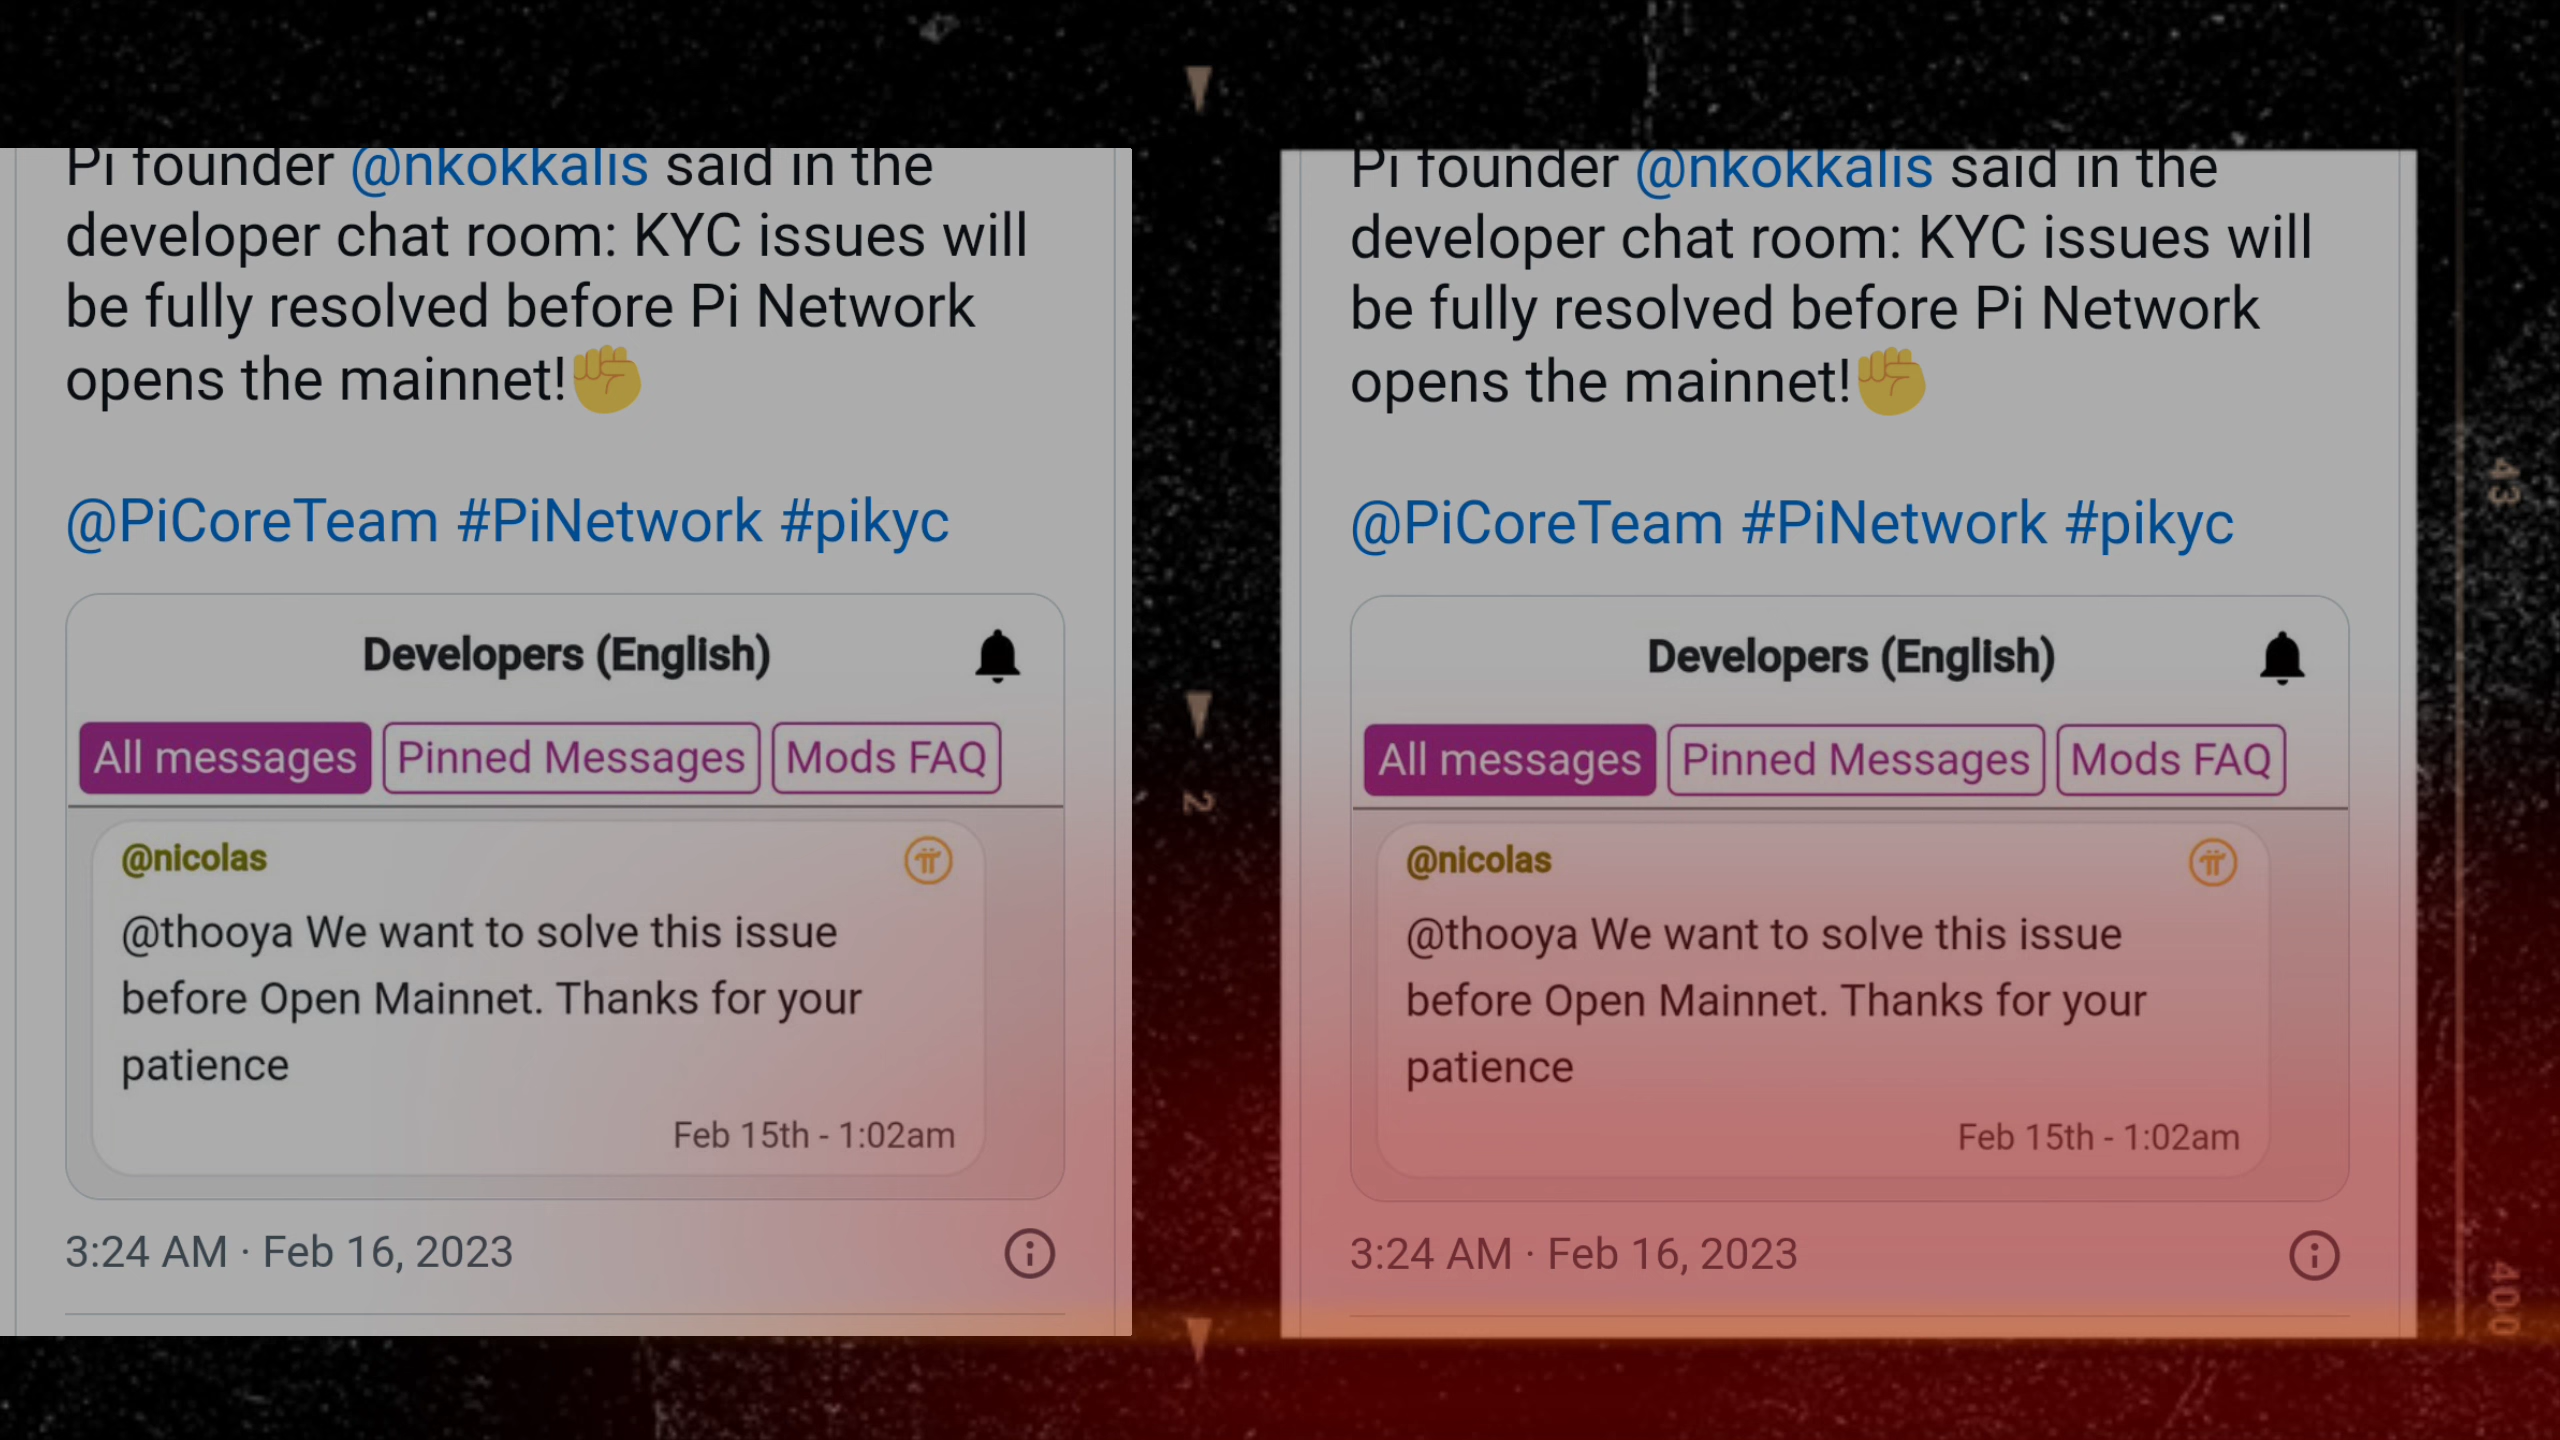 Pi founder @nkokkalis said in the
developer chat room: KYC issues will
be fully resolved before Pi Network
opens the mainnet!✊
@PiCoreTeam #PiNetwork #pikyc
Developers (English)
All messages Pinned Messages Mods FAQ
@nicolas
@thooya We want to solve this issue
before Open Mainnet. Thanks for your
patience
Feb 15th - 1:02am
3:24 AM · Feb 16, 2023
2
Pi founder @nkokkalis said in the
developer chat room: KYC issues will
be fully resolved before Pi Network
opens the mainnet!✊
@PiCoreTeam #PiNetwork #pikyc
Developers (English)
All messages Pinned Messages Mods FAQ
@nicolas
@thooya We want to solve this issue
before Open Mainnet. Thanks for your
patience
Feb 15th - 1:02am
3:24 AM · Feb 16, 2023
43
400